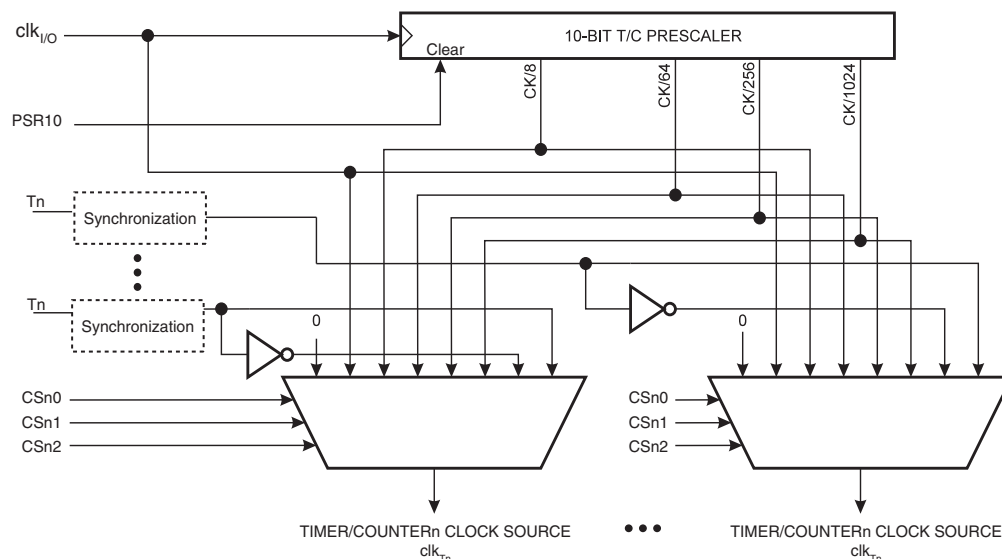 clkI/O
10-BIT T/C PRESCALER
Clear
CK/8
CK/64
CK/256
CK/1024
PSR10
Tn
Synchronization
Tn
Synchronization
0
0
CSn0
CSn1
CSn2
CSn0
CSn1
CSn2
TIMER/COUNTERn CLOCK SOURCE
clkTn
TIMER/COUNTERn CLOCK SOURCE
clkTn